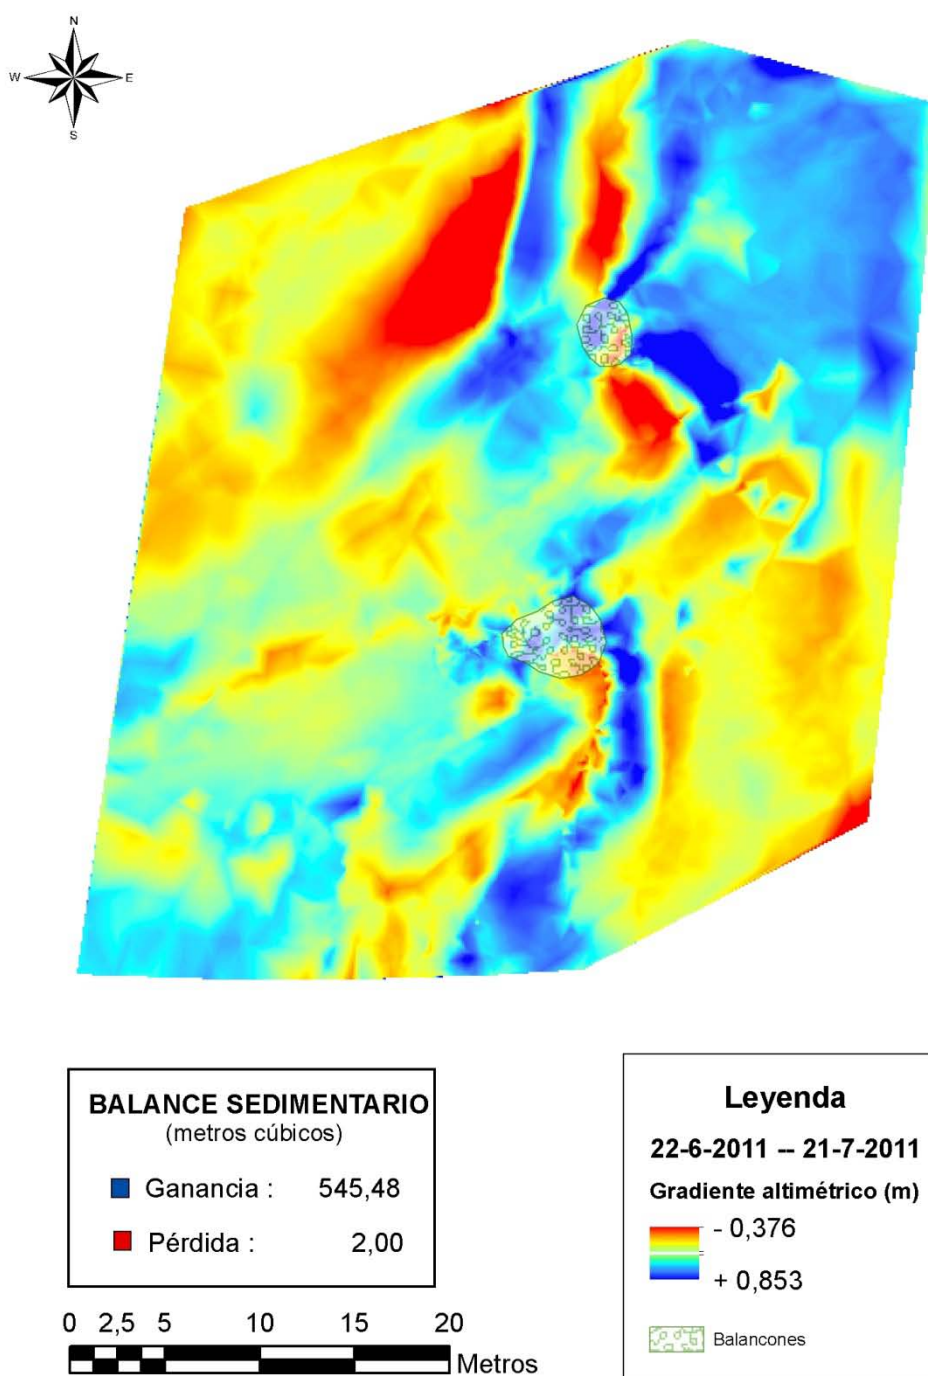 N
W E
S
BALANCE SEDIMENTARIO
(metros cúbicos)
Ganancia : 545,48
Pérdida : 2,00
0 2,5 5 10 15 20
Metros
Leyenda
22-6-2011 -- 21-7-2011
Gradiente altimétrico (m)
- 0,376
+ 0,853
Balancones